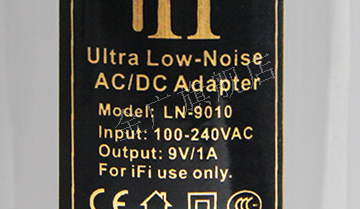 Ultra Low-Noise
AC/DC Adapter
Model: LN-9010
Input: 100-240VAC
Output: 9V/1A
For iFi use only.